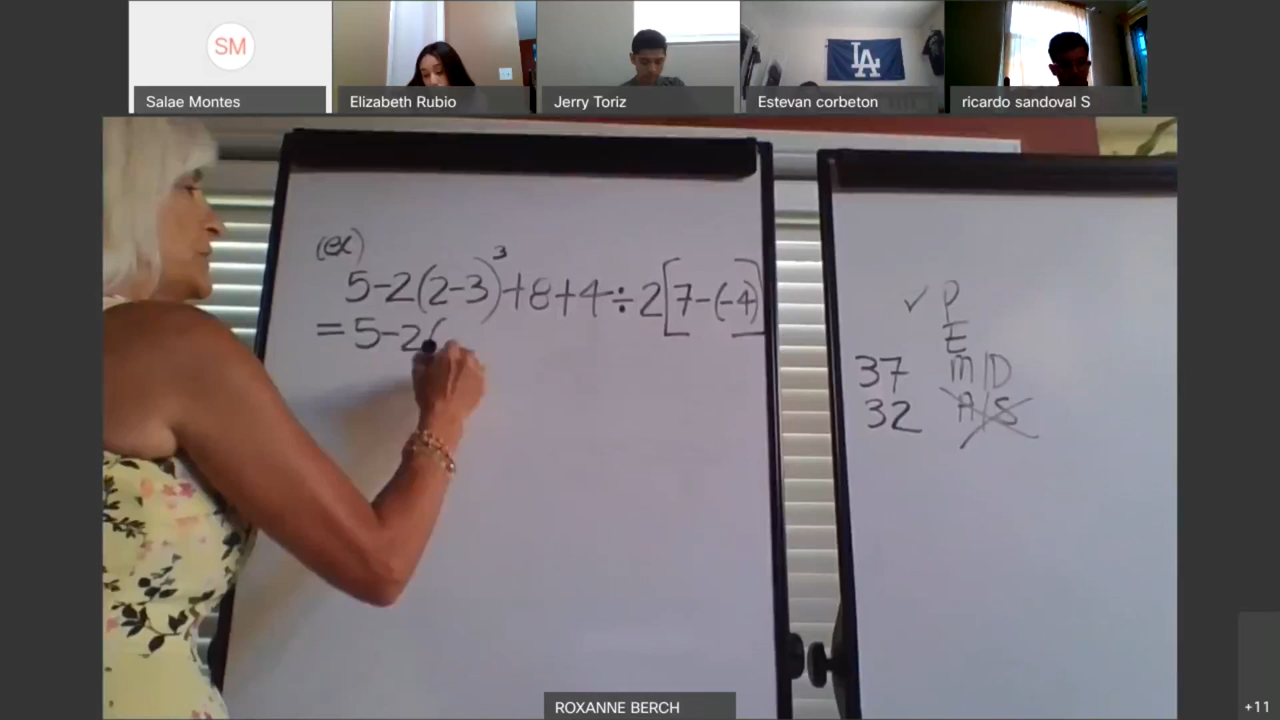 SM
Salae Montes
Elizabeth Rubio
Jerry Toriz
LA
Estevan corbeton
ricardo sandoval S
(ex)
5-2(2-3)³+8+4÷2[7-(-4)]
= 5-2(
✓ P
E
37 M/D
32 A/S
ROXANNE BERCH
+11